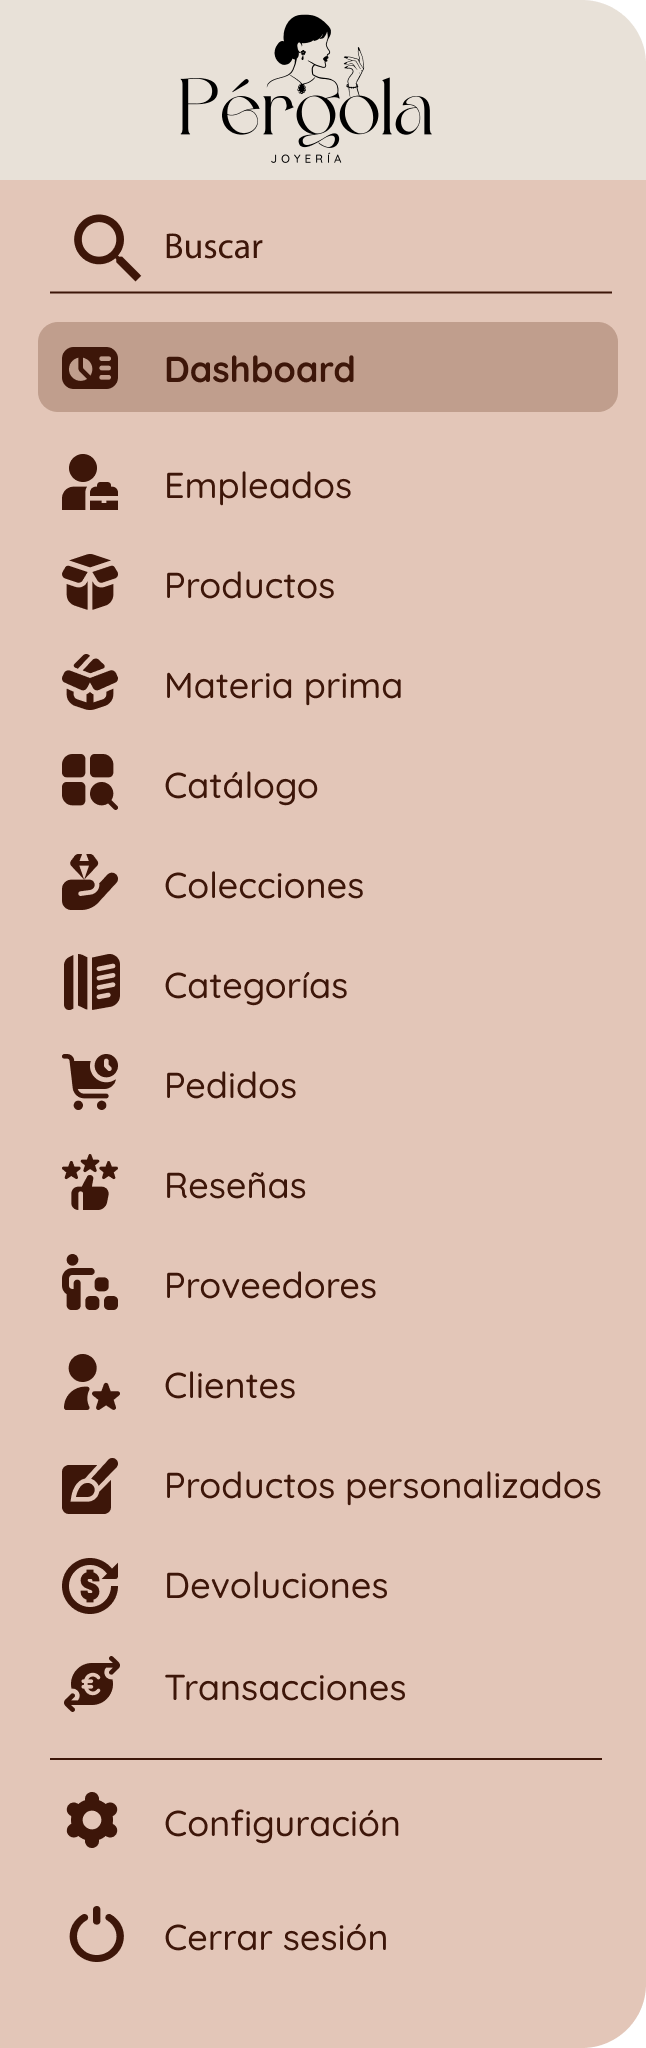 Pérgola
JOYERÍA
Buscar
Dashboard
Empleados
Productos
Materia prima
Catálogo
Colecciones
Categorías
Pedidos
Reseñas
Proveedores
Clientes
Productos personalizados
Devoluciones
Transacciones
Configuración
Cerrar sesión